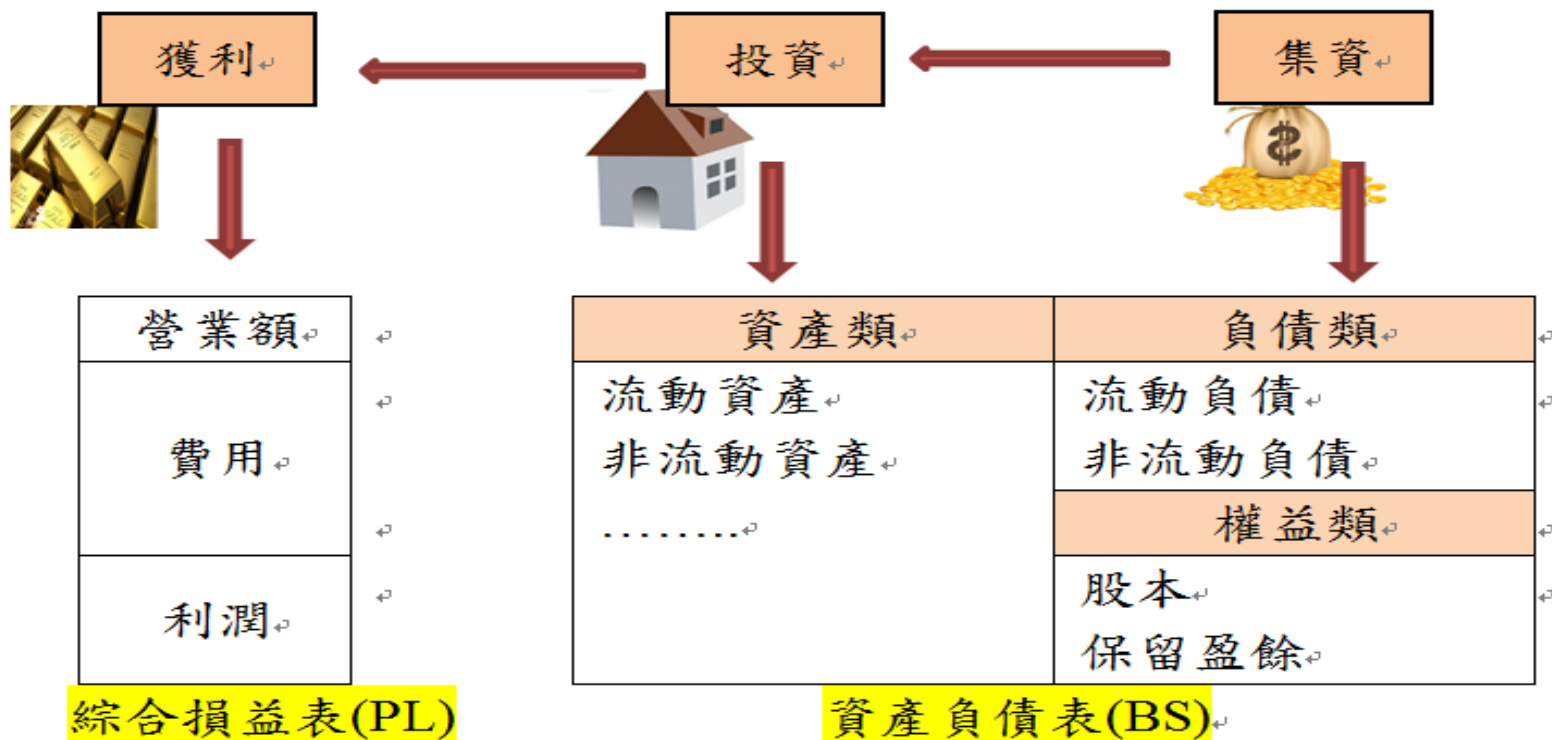 獲利
投資
集資
營業額
費用
利潤
綜合損益表(PL)
資產類
流動資產
非流動資產
........
負債類
流動負債
非流動負債
權益類
股本
保留盈餘
資產負債表(BS)